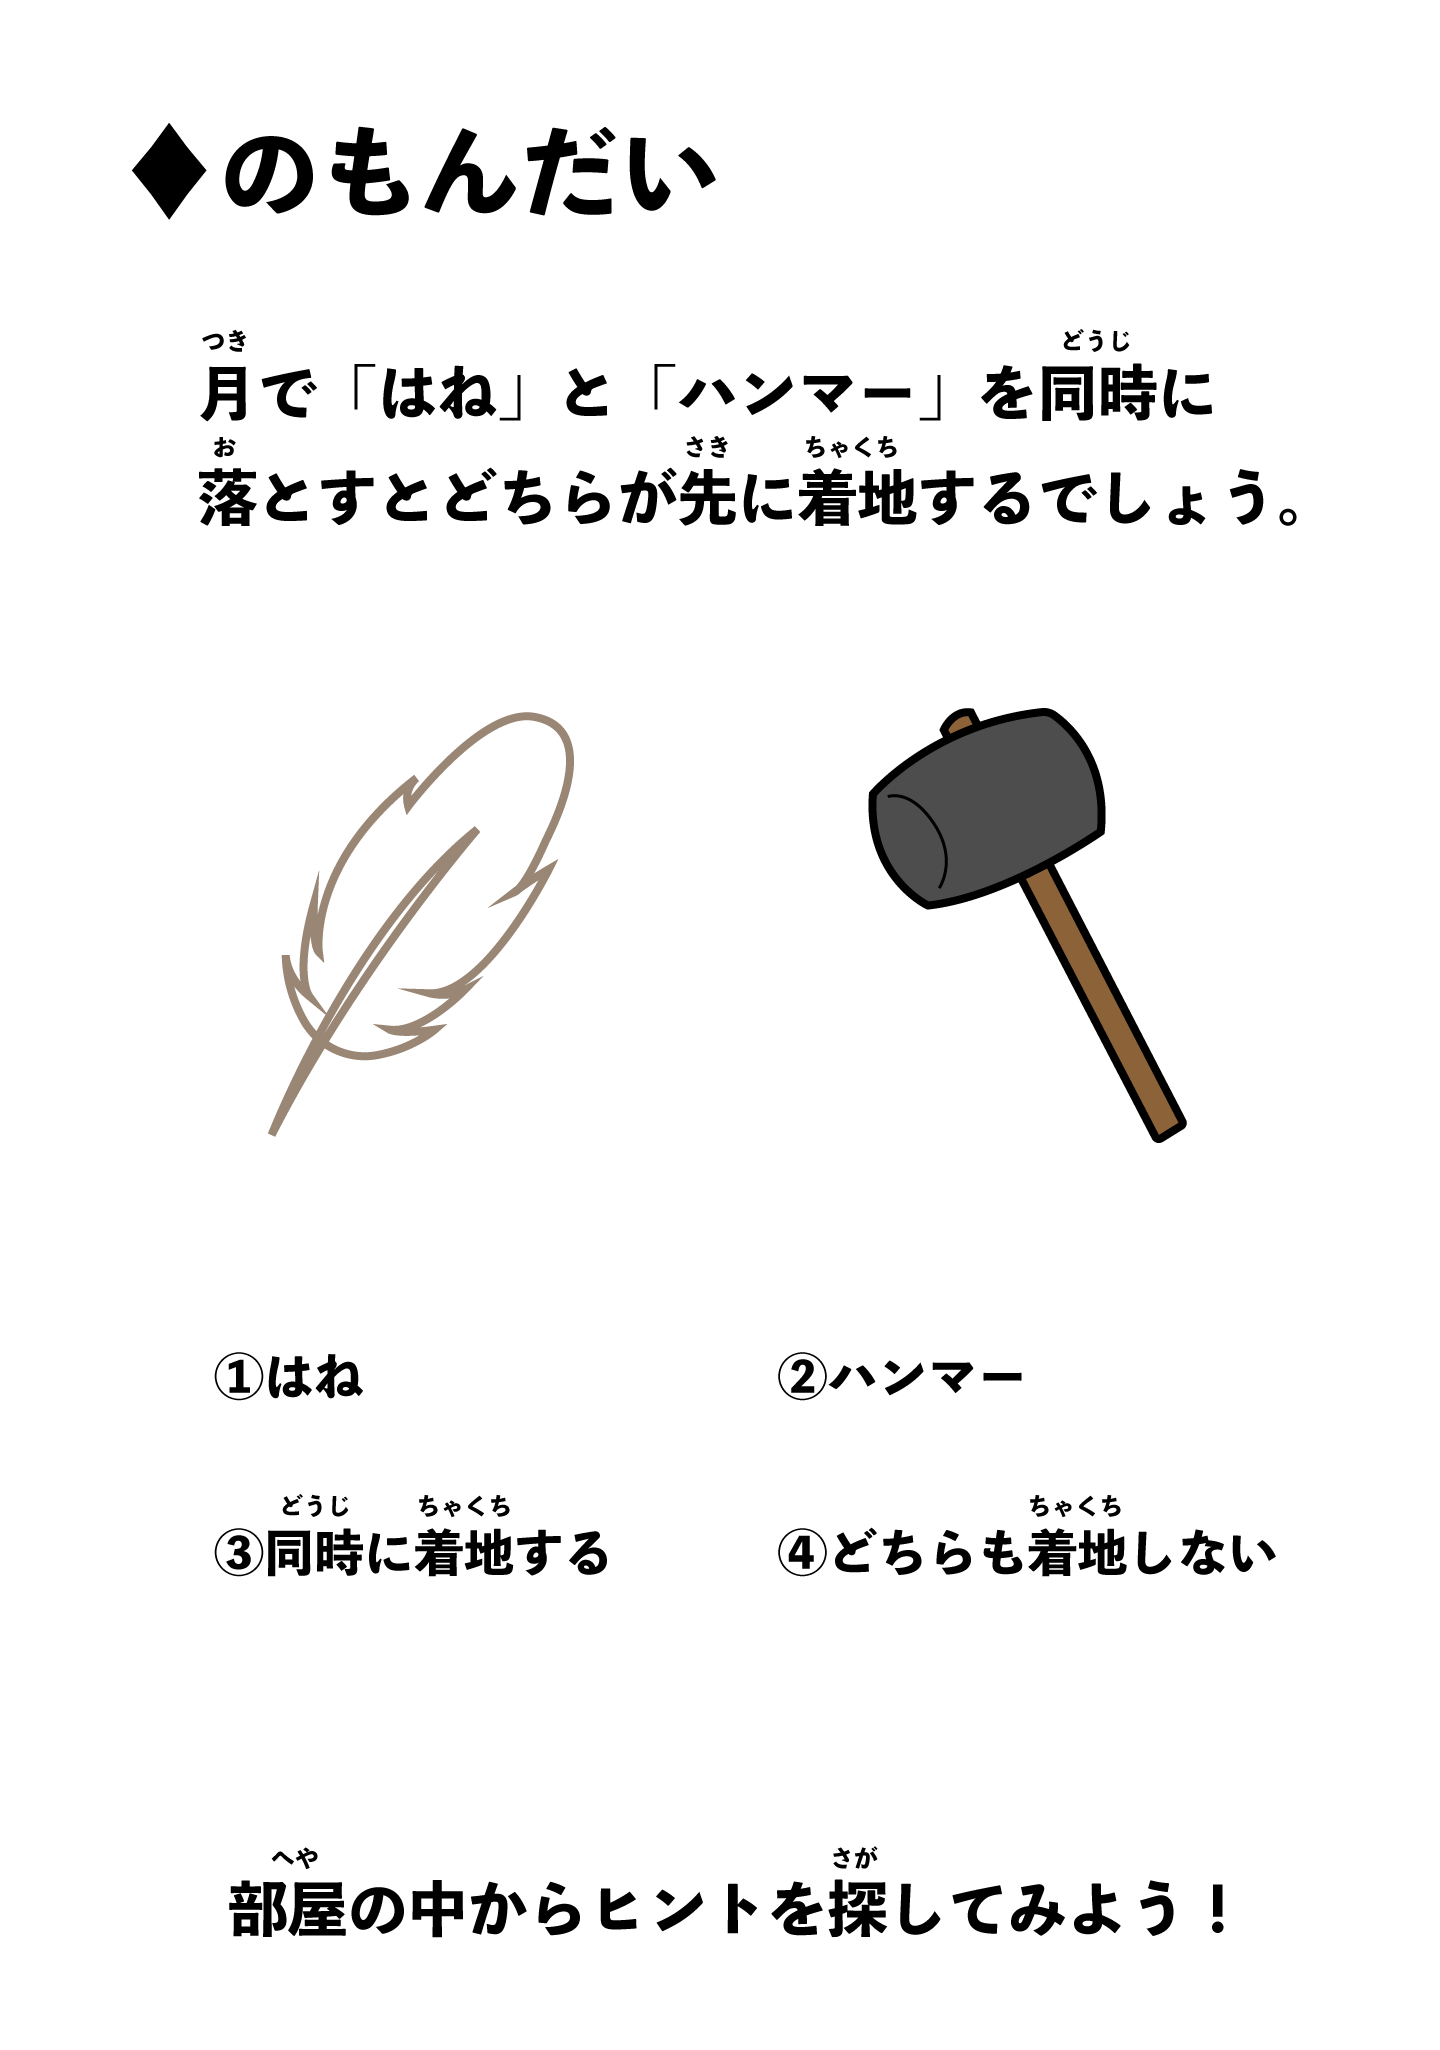 ♦のもんだい
つき どうじ
月で「はね」と「ハンマー」を同時に
お さき ちゃくち
落とすとどちらが先に着地するでしょう。
①はね ②ハンマー
どうじ ちゃくち ちゃくち
③同時に着地する ④どちらも着地しない
へや さが
部屋の中からヒントを探してみよう！